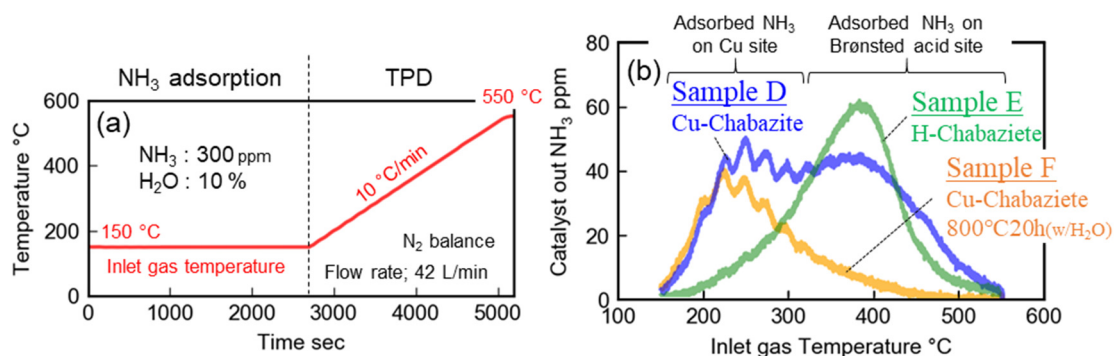 NH3 adsorption
TPD
550 °C
600
(a)
NH3 : 300 ppm
H2O : 10 %
10 °C/min
400
150 °C
200
Inlet gas temperature
N2 balance
Flow rate; 42 L/min
0
0 1000 2000 3000 4000 5000
Time sec
Temperature °C
Adsorbed NH3
on Cu site
Adsorbed NH3 on
Brønsted acid site
80
(b)
Sample D
Cu-Chabazite
Sample E
H-Chabaziete
Sample F
Cu-Chabaziete
800℃20h(w/H2O)
60
40
20
0
100 200 300 400 500 600
Inlet gas Temperature °C
Catalyst out NH3 ppm